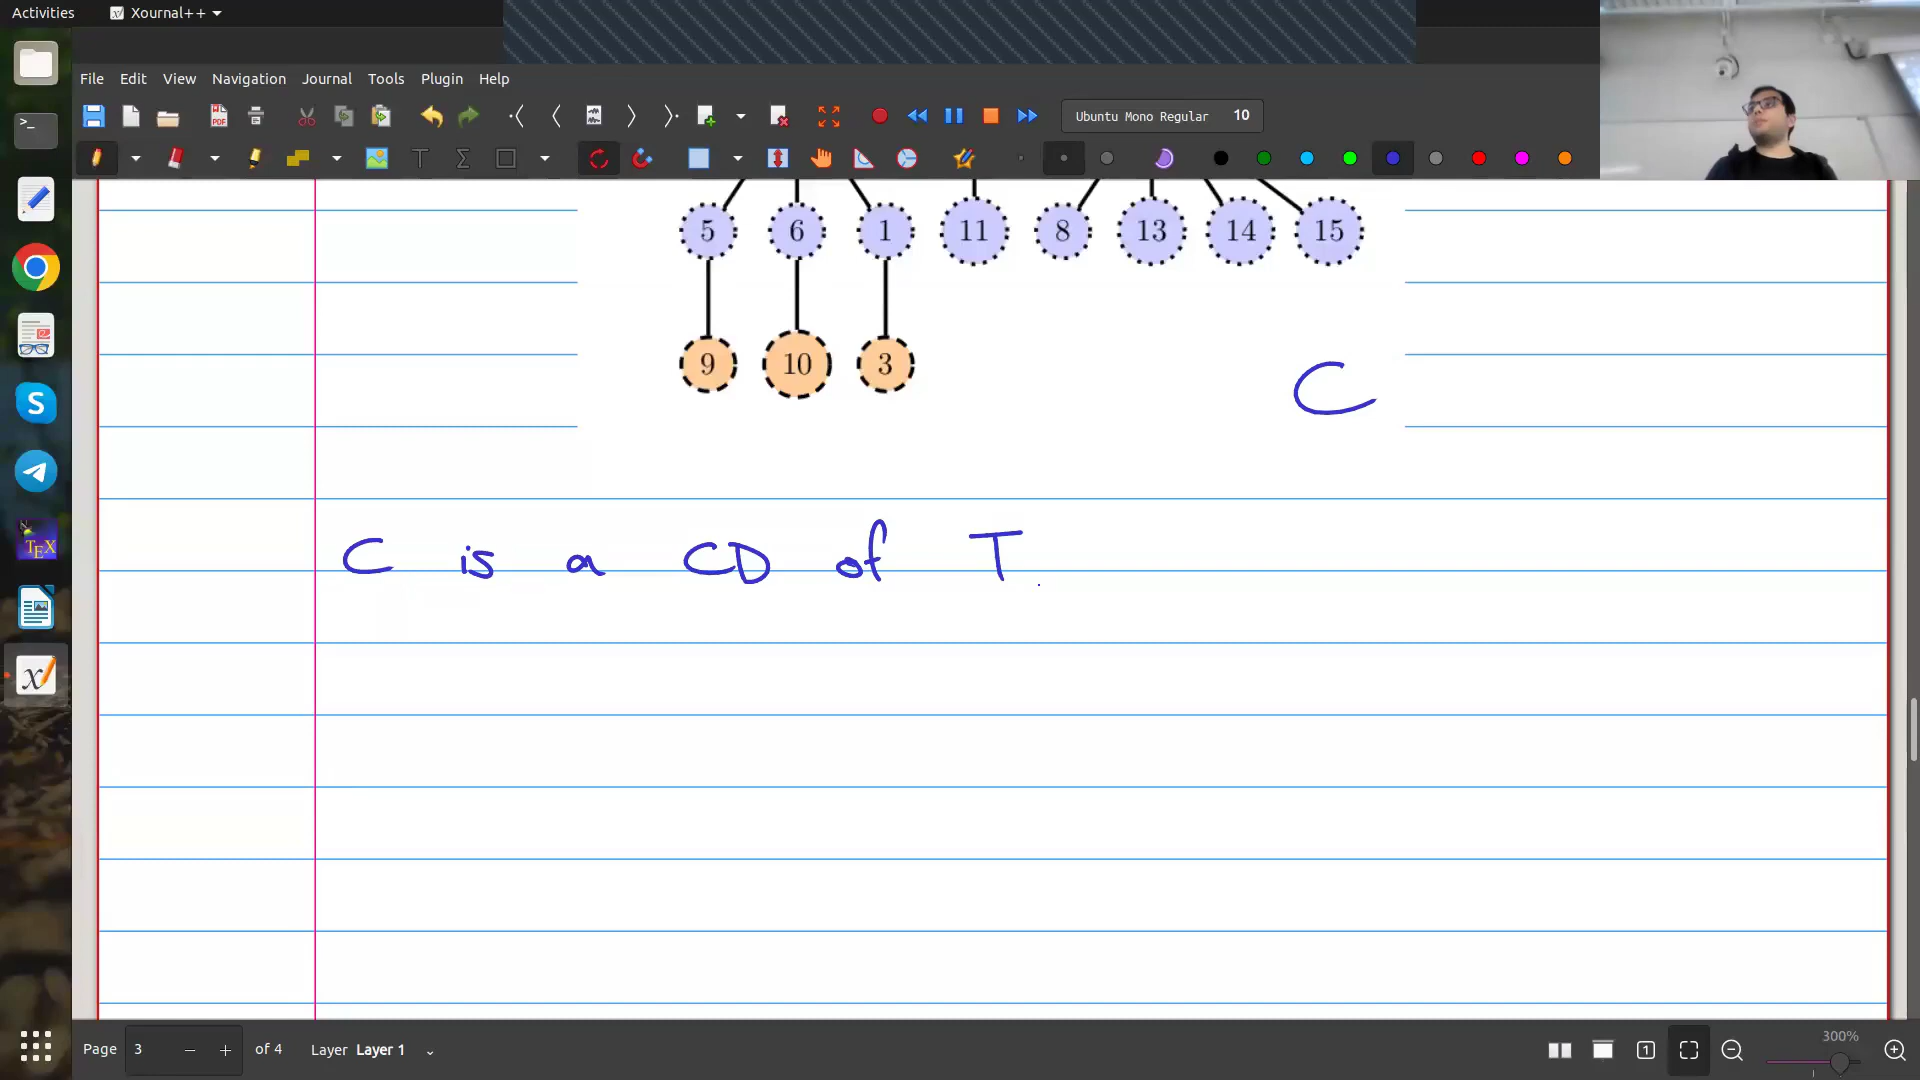 Activities Xournal++
File Edit View Navigation Journal Tools Plugin Help
Ubuntu Mono Regular 10
5 6 1 11 8 13 14 15
9 10 3
C
C is a CD of T.
Page 3 of 4 Layer Layer 1
1
300%